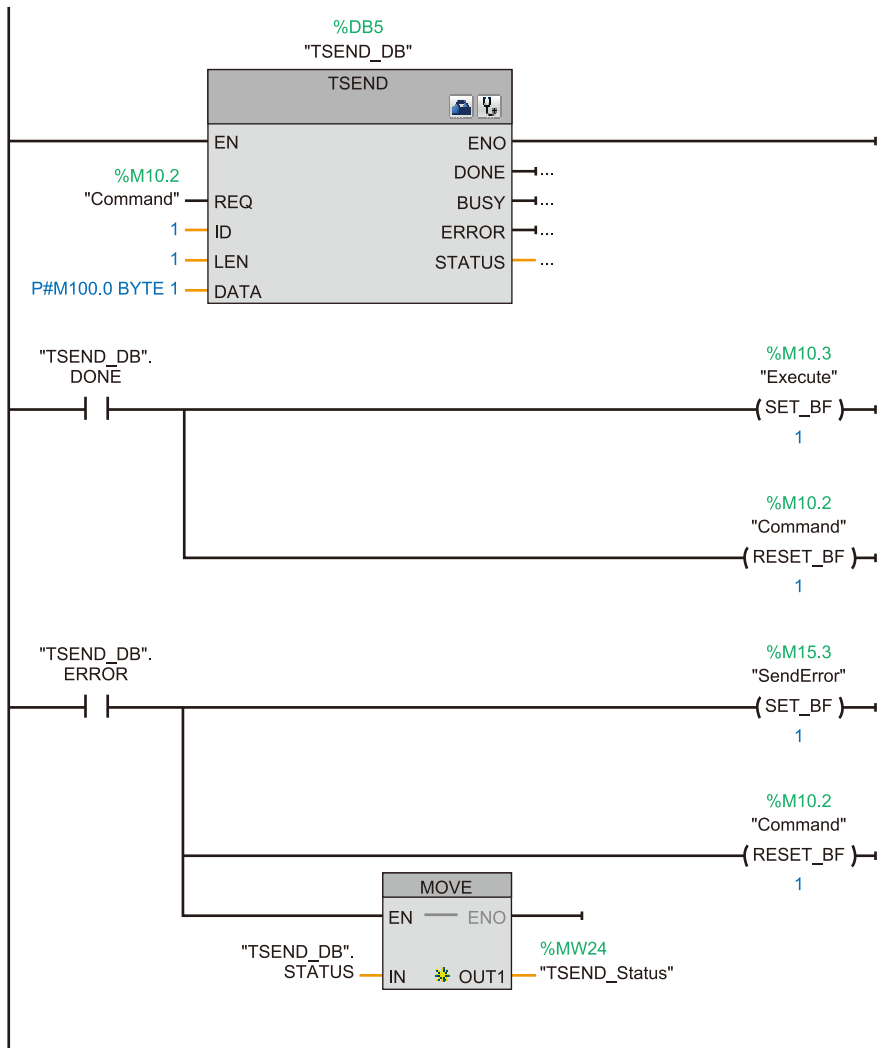 %DB5
"TSEND_DB"
TSEND
EN ENO
DONE ...
%M10.2
"Command" REQ BUSY ...
1 ID ERROR ...
1 LEN STATUS ...
P#M100.0 BYTE 1 DATA
"TSEND_DB".
DONE
%M10.3
"Execute"
SET_BF
1
%M10.2
"Command"
RESET_BF
1
"TSEND_DB".
ERROR
%M15.3
"SendError"
SET_BF
1
%M10.2
"Command"
RESET_BF
1
MOVE
EN ENO
"TSEND_DB".
STATUS IN OUT1
%MW24
"TSEND_Status"